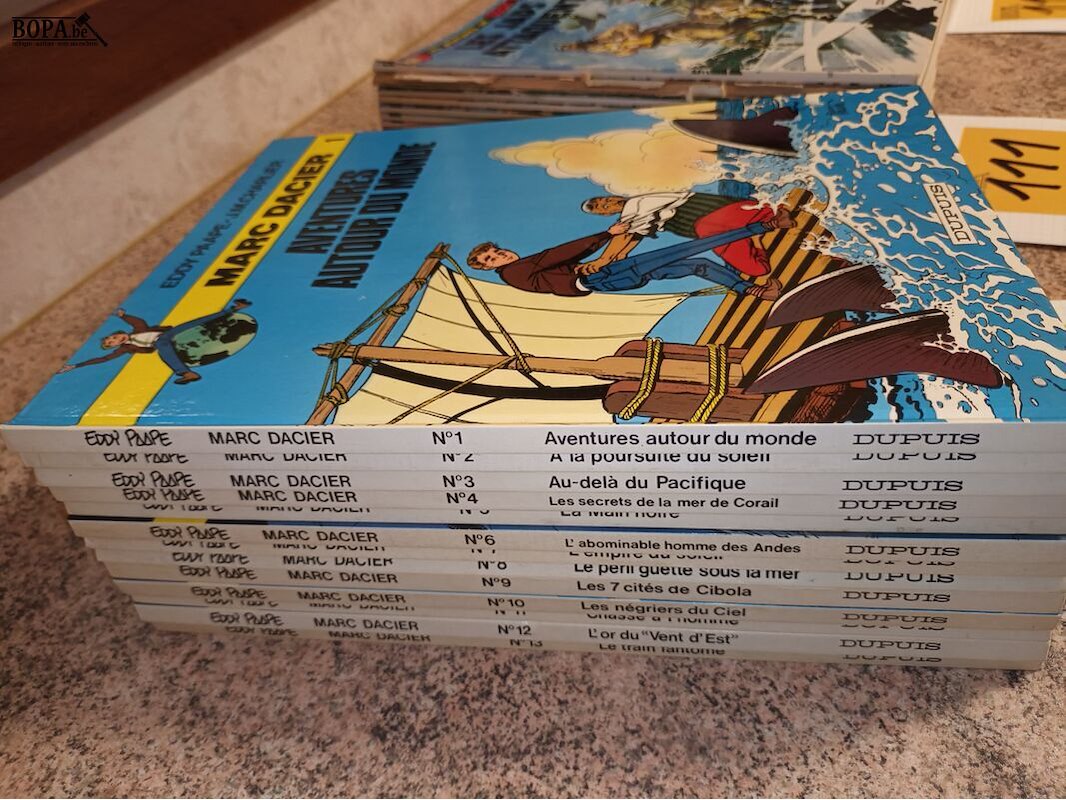 BOPA.be
EDDY PAAPE - J.M CHARLIER
MARC DACIER 1
AVENTURES
AUTOUR DU MONDE
DUPUIS
111
EDDY PAAPE MARC DACIER N°1 Aventures autour du monde DUPUIS
EDDY PAAPE MARC DACIER N°2 A la poursuite du soleil DUPUIS
EDDY PAAPE MARC DACIER N°3 Au-delà du Pacifique DUPUIS
EDDY PAAPE MARC DACIER N°4 Les secrets de la mer de Corail DUPUIS
MARC DACIER N°5 La Main noire DUPUIS
EDDY PAAPE MARC DACIER N°6 L'abominable homme des Andes DUPUIS
EDDY PAAPE MARC DACIER N°7 L'empire du soleil
EDDY PAAPE MARC DACIER N°8 Le péril guette sous la mer DUPUIS
EDDY PAAPE MARC DACIER N°9 Les 7 cités de Cibola DUPUIS
EDDY PAAPE MARC DACIER N°10 Les négriers du Ciel DUPUIS
EDDY PAAPE MARC DACIER N°11 Chasse à l'homme DUPUIS
EDDY PAAPE MARC DACIER N°12 L'or du "Vent d'Est" DUPUIS
EDDY PAAPE MARC DACIER N°13 Le train fantôme DUPUIS